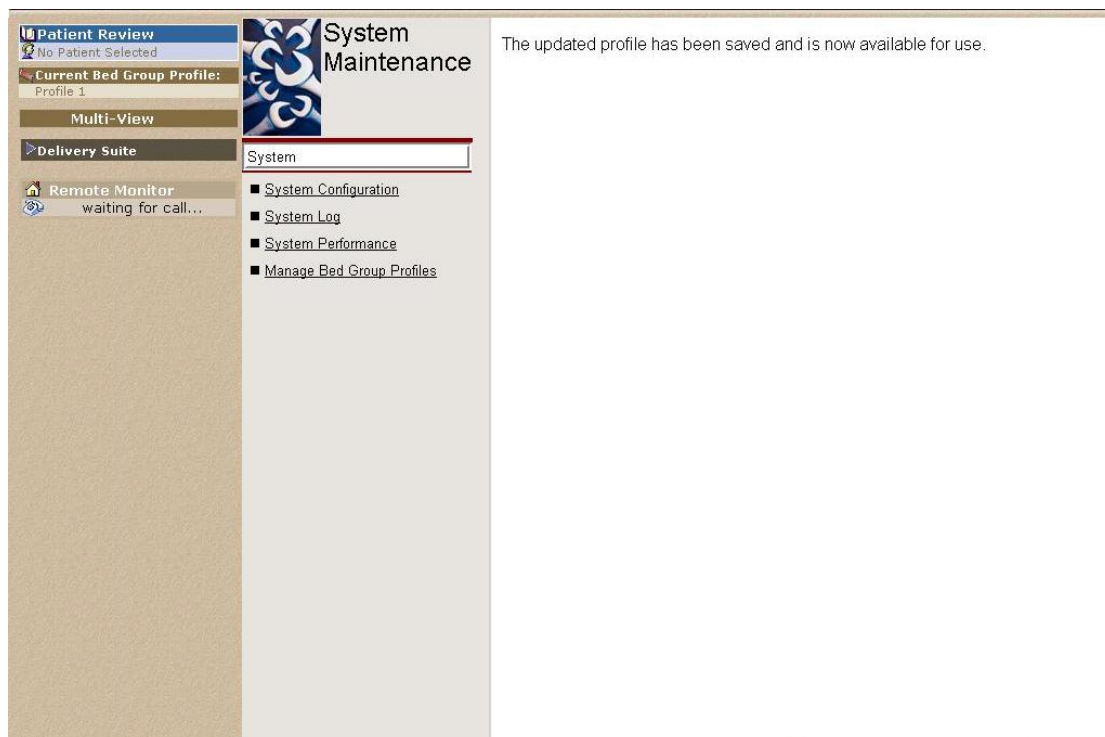 Patient Review
No Patient Selected
Current Bed Group Profile:
Profile 1
Multi-View
Delivery Suite
Remote Monitor
waiting for call...
System
Maintenance
System
System Configuration
System Log
System Performance
Manage Bed Group Profiles
The updated profile has been saved and is now available for use.